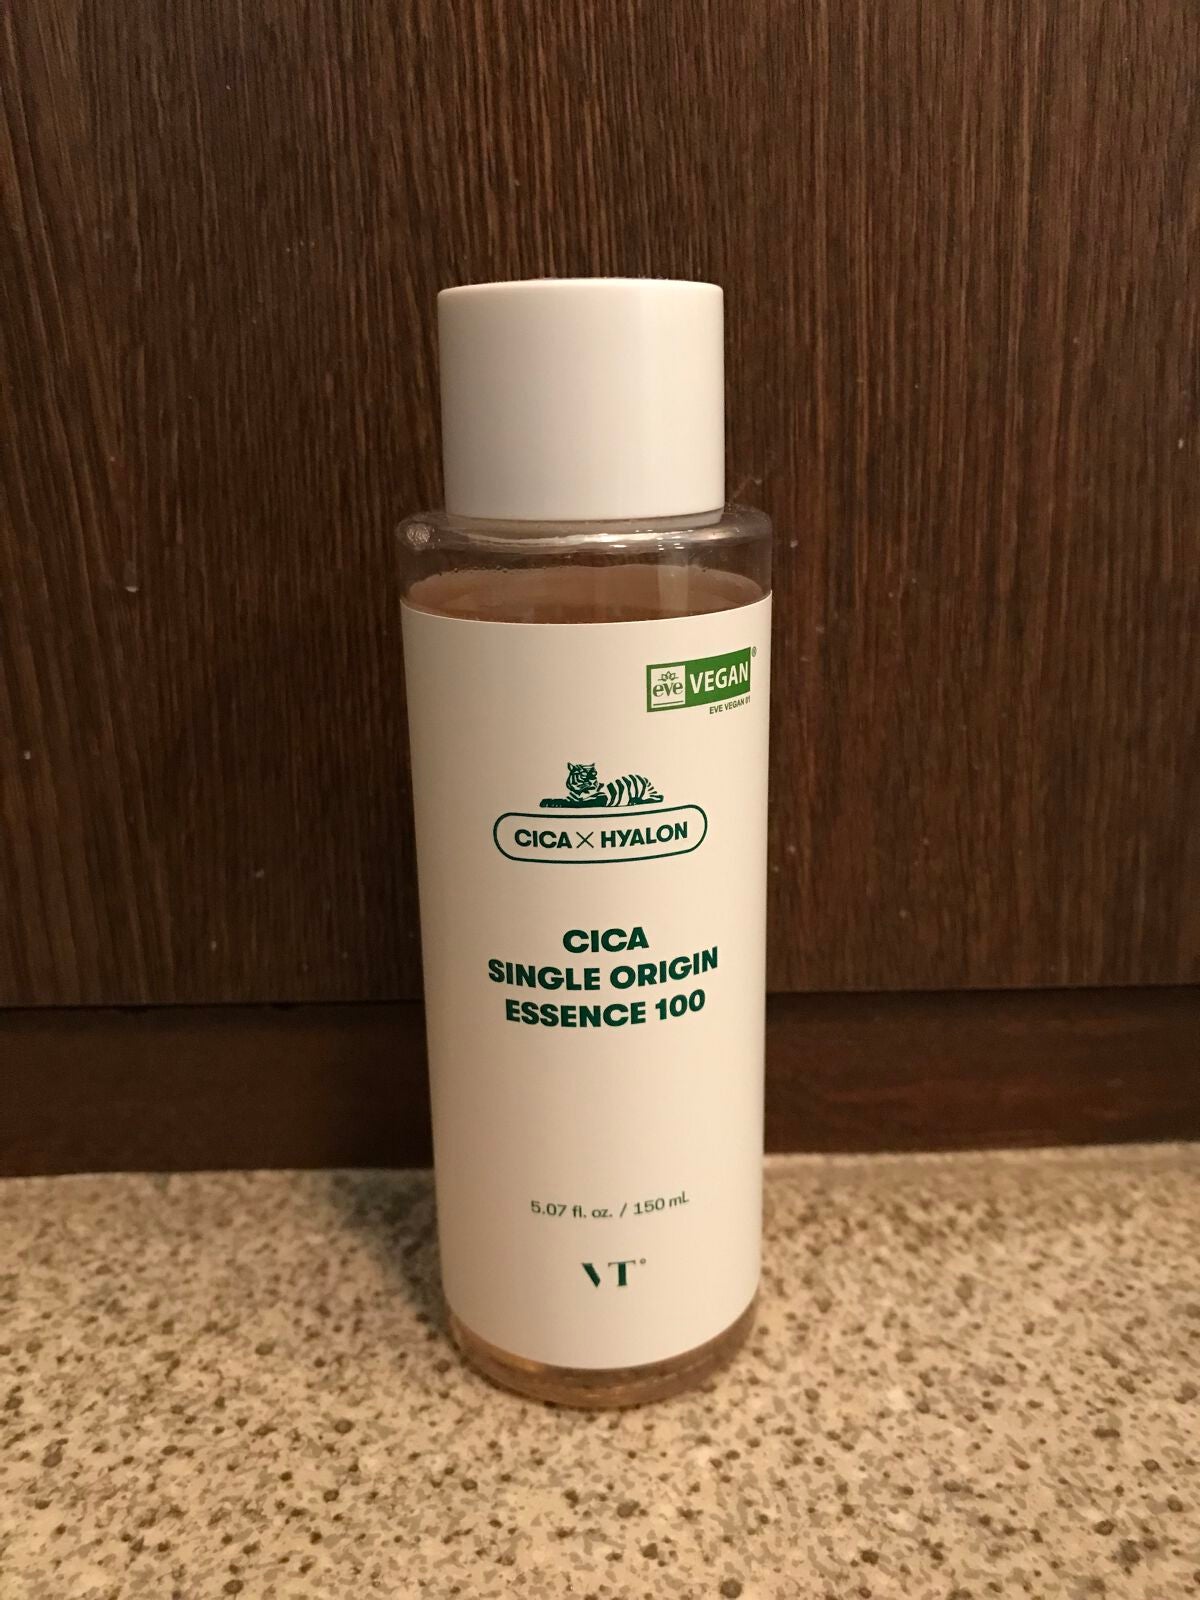 eve VEGAN®
EVE VEGAN 01
CICA X HYALON
CICA
SINGLE ORIGIN
ESSENCE 100
5.07 fl. oz. / 150 mL
VT